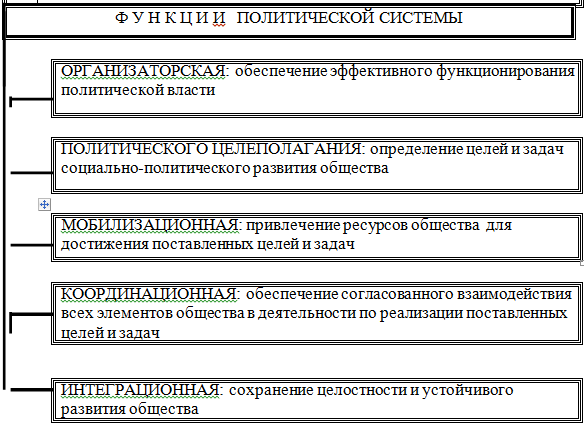 Ф У Н К Ц И И ПОЛИТИЧЕСКОЙ СИСТЕМЫ
ОРГАНИЗАТОРСКАЯ: обеспечение эффективного функционирования
политической власти
ПОЛИТИЧЕСКОГО ЦЕЛЕПОЛАГАНИЯ: определение целей и задач
социально-политического развития общества
МОБИЛИЗАЦИОННАЯ: привлечение ресурсов общества для
достижения поставленных целей и задач
КООРДИНАЦИОННАЯ: обеспечение согласованного взаимодействия
всех элементов общества в деятельности по реализации поставленных
целей и задач
ИНТЕГРАЦИОННАЯ: сохранение целостности и устойчивого
развития общества